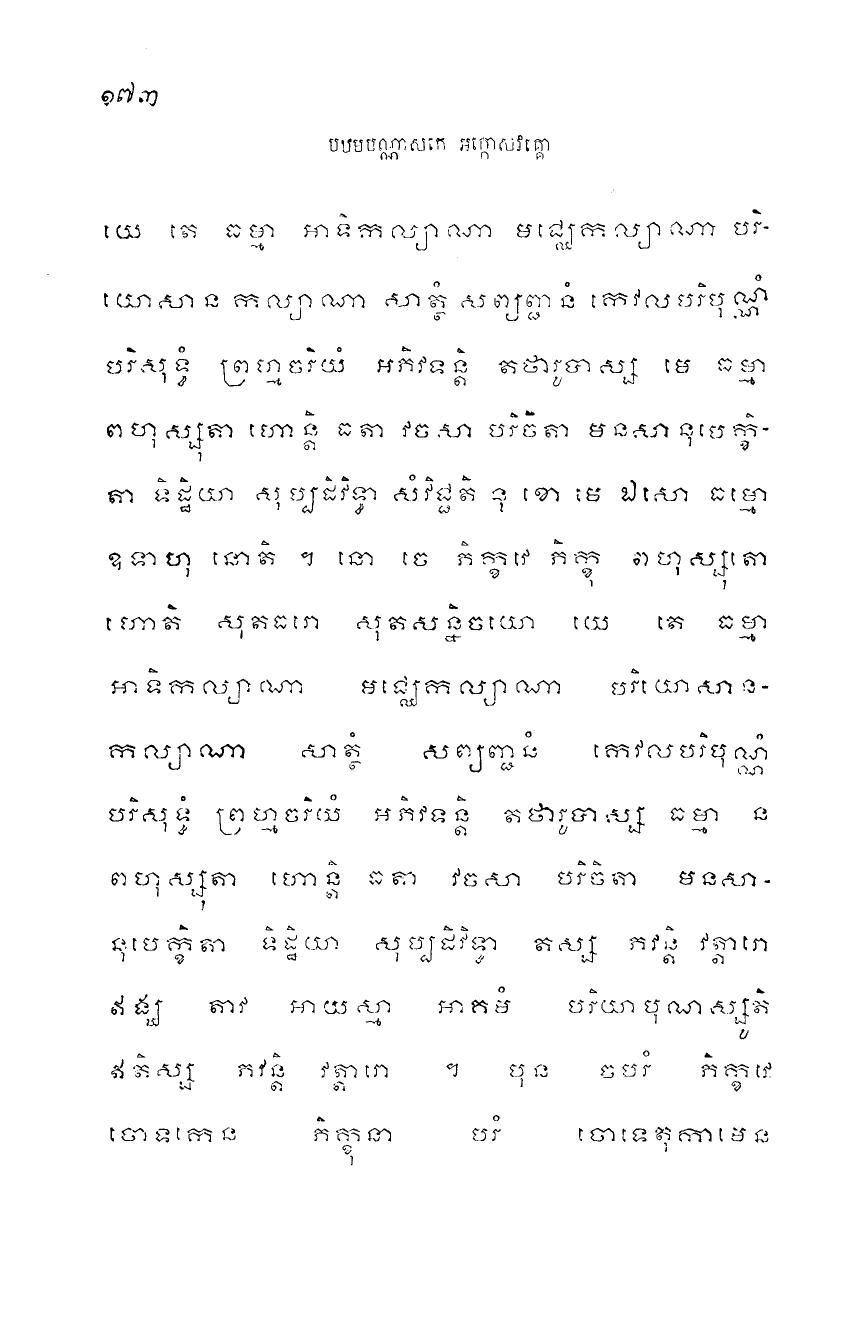 ១៧៣
បឋមបណ្ណាសកេ អក្កោសវគ្គោ
យេ តេ ធម្មា អាទិកល្យាណា មជ្ឈេកល្យាណា បរិ-
យោសានកល្យាណា សាត្ថំ សព្យញ្ជនំ កេវលបរិបុណ្ណំ
បរិសុទ្ធំ ព្រហ្មចរិយំ អភិវទន្តិ តថារូបាស្ស មេ ធម្មា
ពហុស្សុតា ហោន្តិ ធតា វចសា បរិចិតា មនសានុបេក្ខិ-
តា ទិដ្ឋិយា សុប្បដិវិទ្ធា សំវិជ្ជតិ នុ ខោ មេ ឯសោ ធម្មោ
ឧទាហុ នោតិ ។ នោ ចេ ភិក្ខវេ ភិក្ខុ ពហុស្សុតោ
ហោតិ សុតធរោ សុតសន្និចយោ យេ តេ ធម្មា
អាទិកល្យាណា មជ្ឈេកល្យាណា បរិយោសាន-
កល្យាណា សាត្ថំ សព្យញ្ជនំ កេវលបរិបុណ្ណំ
បរិសុទ្ធំ ព្រហ្មចរិយំ អភិវទន្តិ តថារូបាស្ស ធម្មា ន
ពហុស្សុតា ហោន្តិ ធតា វចសា បរិចិតា មនសា-
នុបេក្ខិតា ទិដ្ឋិយា សុប្បដិវិទ្ធា តស្ស ភវន្តិ វត្តារោ
ឥង្ឃ តាវ អាយស្មា អាគមំ បរិយាបុណស្សូតិ
ឥតិស្ស ភវន្តិ វត្តារោ ។ បុន ចបរំ ភិក្ខវេ
ចោទកេន ភិក្ខុនា បរំ ចោទេតុកាមេន